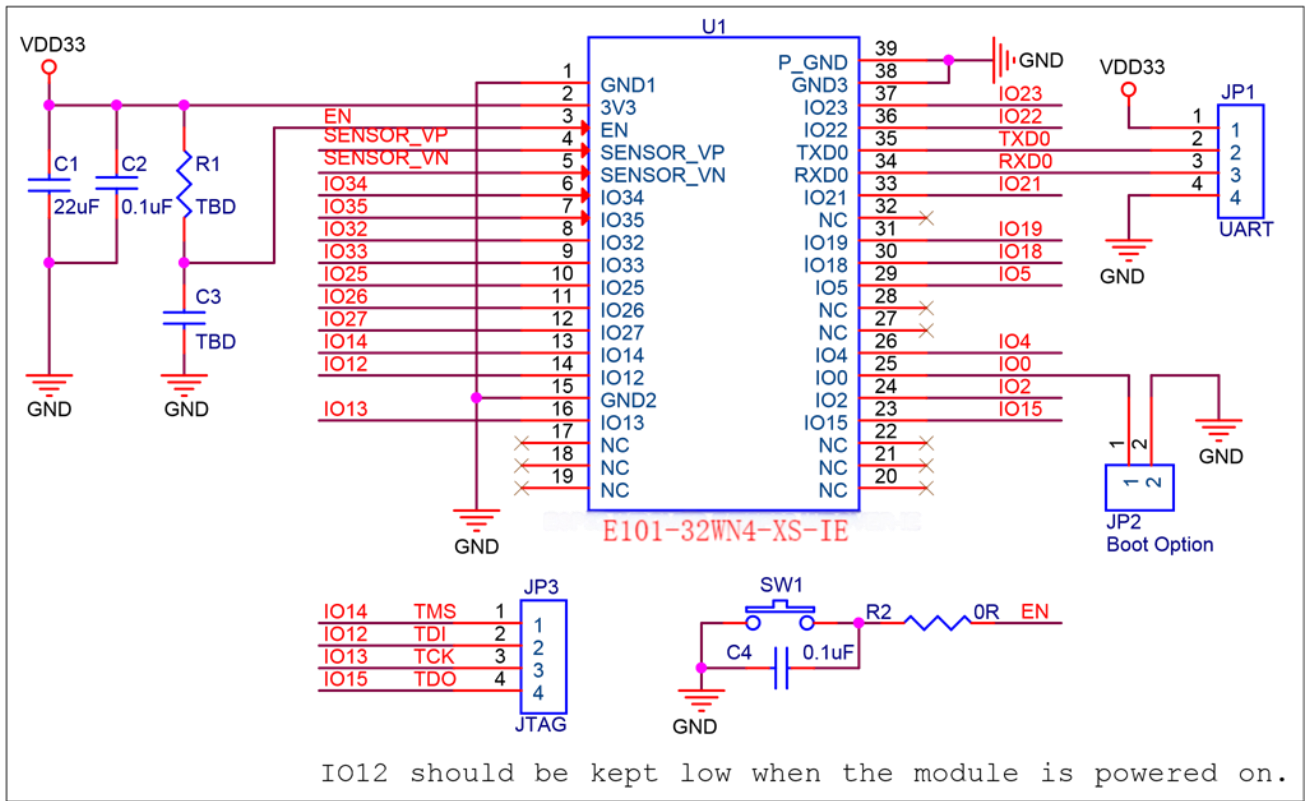 VDD33
C1
22uF
C2
0.1uF
R1
TBD
C3
TBD
GND
GND
EN
SENSOR_VP
SENSOR_VN
IO34
IO35
IO32
IO33
IO25
IO26
IO27
IO14
IO12
IO13
U1
1 GND1
2 3V3
3 EN
4 SENSOR_VP
5 SENSOR_VN
6 IO34
7 IO35
8 IO32
9 IO33
10 IO25
11 IO26
12 IO27
13 IO14
14 IO12
15 GND2
16 IO13
17 NC
18 NC
19 NC
GND
P_GND 39
GND3 38
IO23 37
IO22 36
TXD0 35
RXD0 34
IO21 33
NC 32
IO19 31
IO18 30
IO5 29
NC 28
NC 27
IO4 26
IO0 25
IO2 24
IO15 23
NC 22
NC 21
NC 20
E101-32WN4-XS-IE
GND
IO23
IO22
TXD0
RXD0
IO21
IO19
IO18
IO5
IO4
IO0
IO2
IO15
VDD33
JP1
1 1
2 2
3 3
4 4
UART
GND
GND
1 2
1 2
JP2
Boot Option
JP3
IO14 TMS 1 1
IO12 TDI 2 2
IO13 TCK 3 3
IO15 TDO 4 4
JTAG
SW1
R2 0R EN
C4 0.1uF
GND
IO12 should be kept low when the module is powered on.